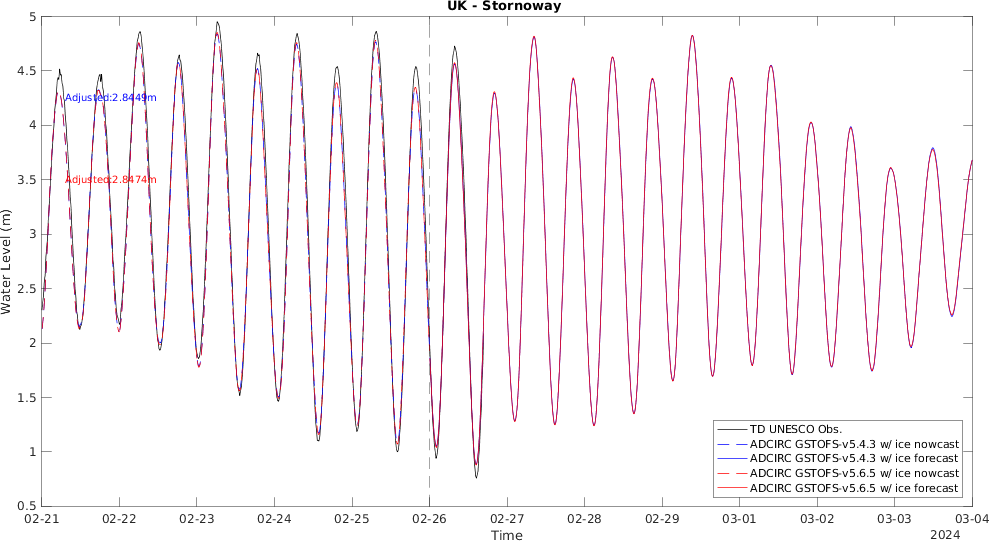 UK - Stornoway
5
4.5
4
3.5
3
2.5
2
1.5
1
0.5
Water Level (m)
Adjusted:2.8449m
Adjusted:2.8474m
TD UNESCO Obs.
ADCIRC GSTOFS-v5.4.3 w/ ice nowcast
ADCIRC GSTOFS-v5.4.3 w/ ice forecast
ADCIRC GSTOFS-v5.6.5 w/ ice nowcast
ADCIRC GSTOFS-v5.6.5 w/ ice forecast
02-21 02-22 02-23 02-24 02-25 02-26 02-27 02-28 02-29 03-01 03-02 03-03 03-04
Time
2024